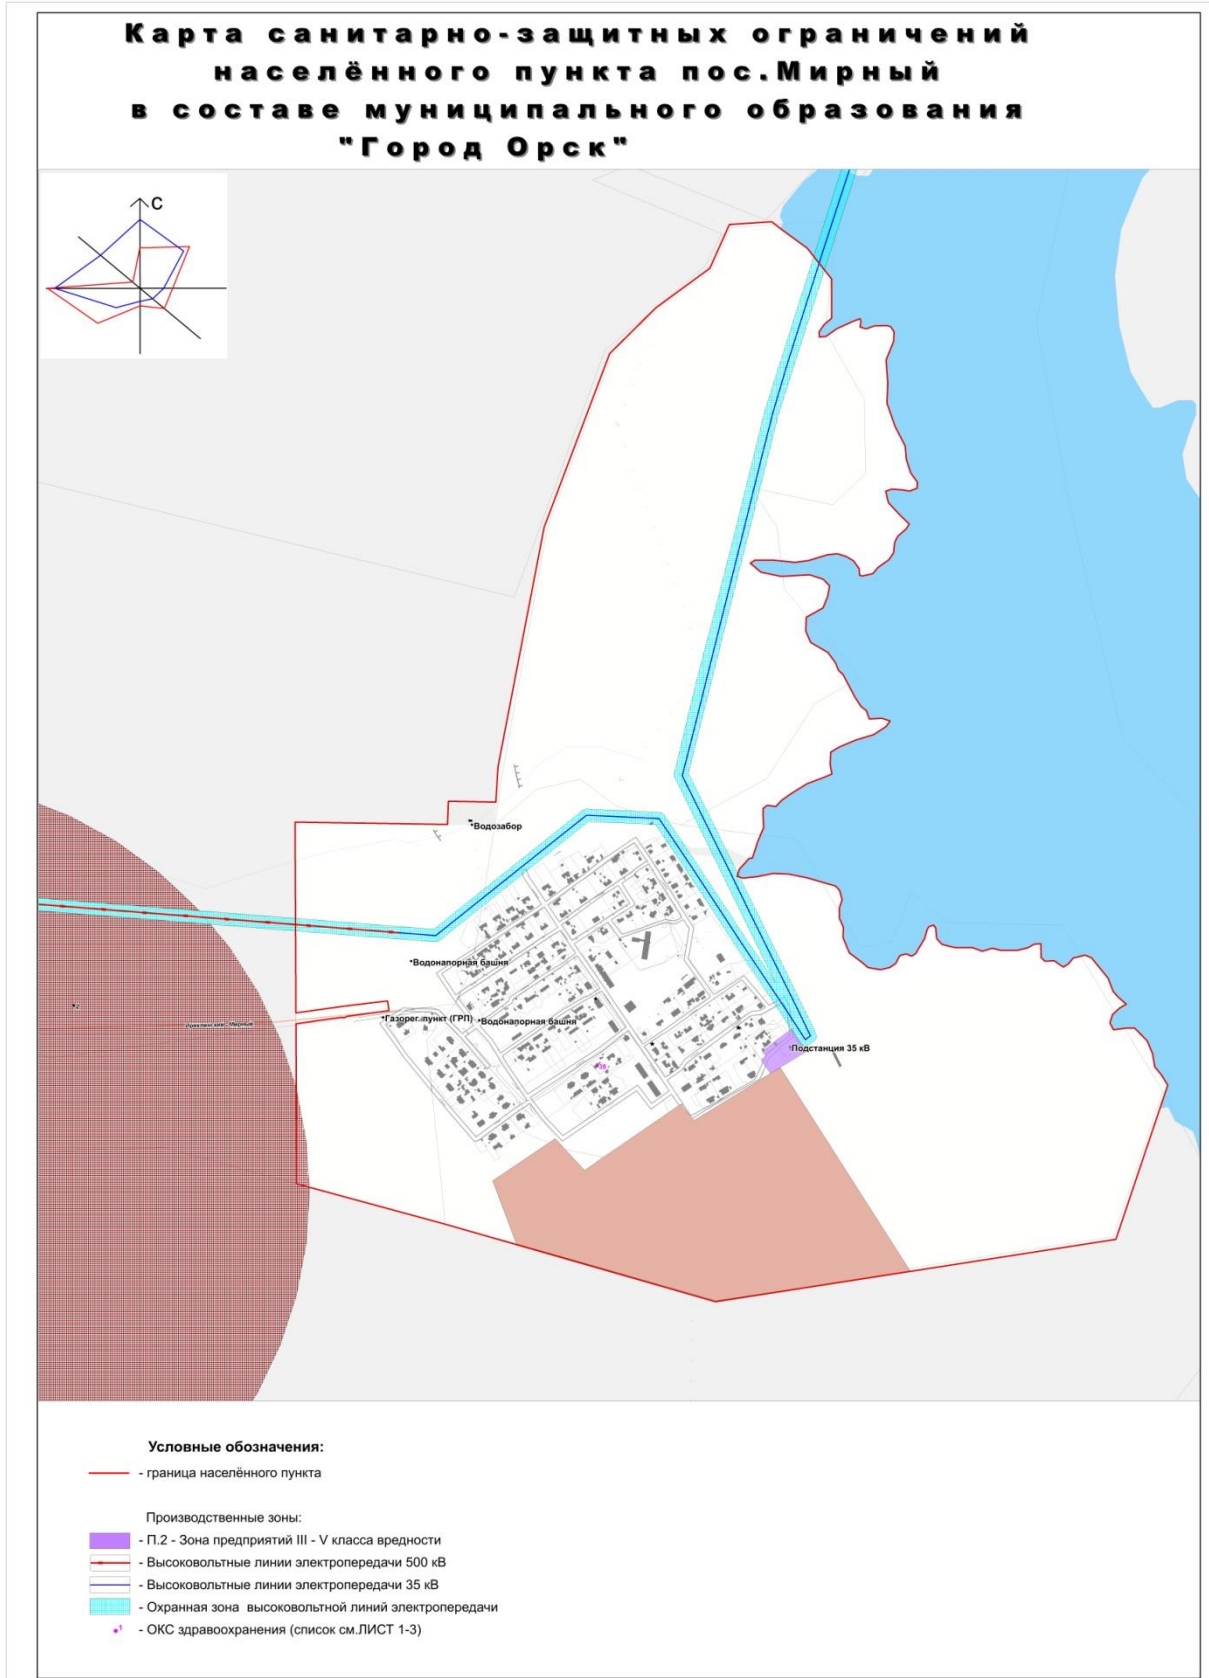 Карта санитарно-защитных ограничений
населённого пункта пос.Мирный
в составе муниципального образования
"Город Орск"
С
Водозабор
Водонапорная башня
Газорег.пункт (ГРП)
Водонапорная башня
Подстанция 35 кВ
Условные обозначения:
- граница населённого пункта
Производственные зоны:
- П.2 - Зона предприятий III - V класса вредности
- Высоковольтные линии электропередачи 500 кВ
- Высоковольтные линии электропередачи 35 кВ
- Охранная зона высоковольтной линий электропередачи
1
- ОКС здравоохранения (список см.ЛИСТ 1-3)